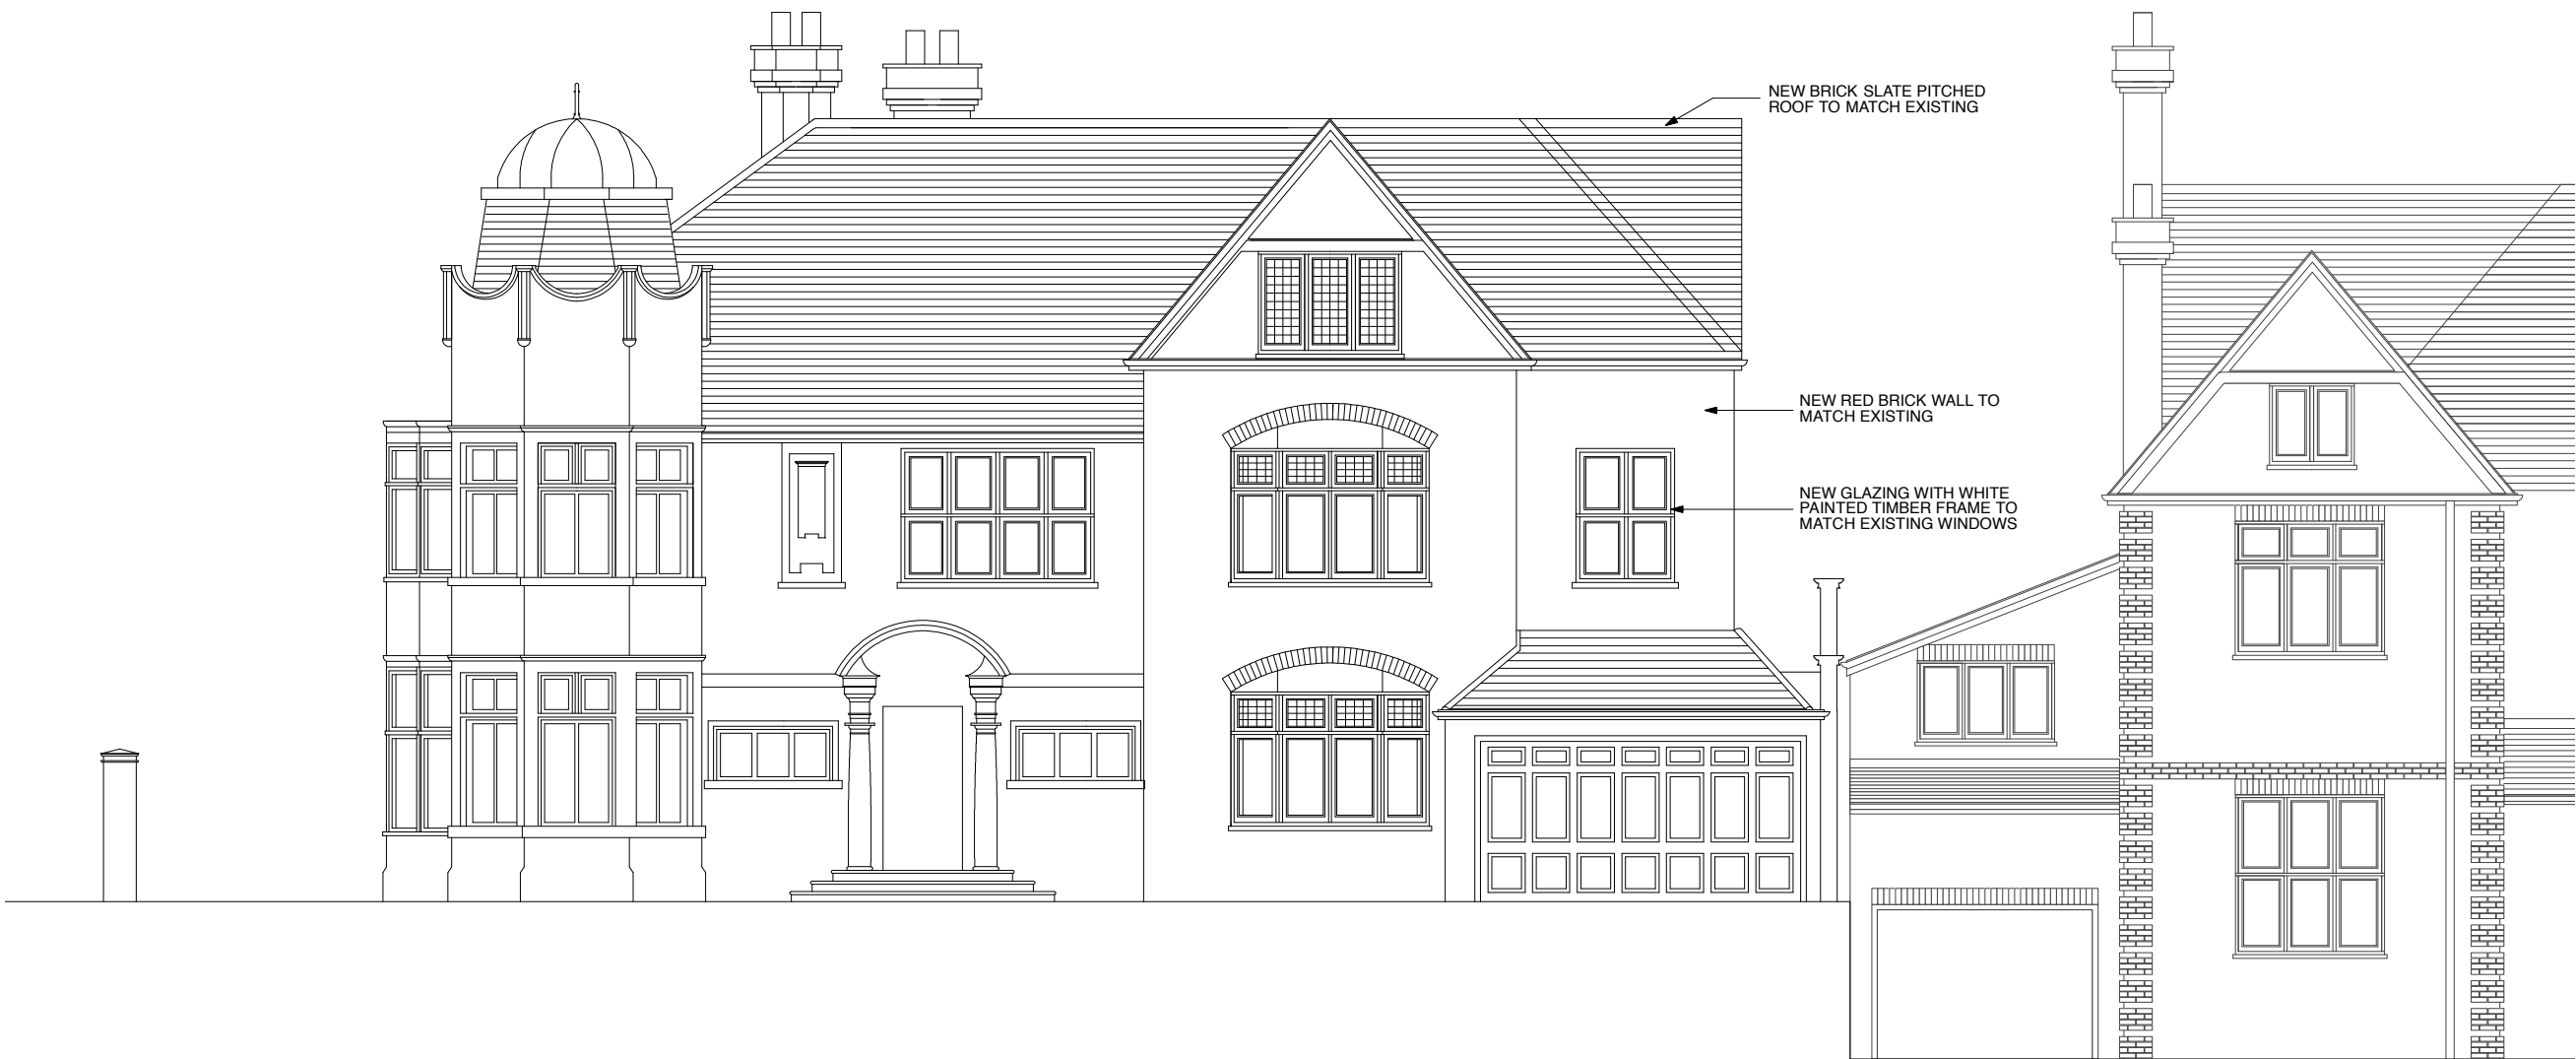 NEW BRICK SLATE PITCHED
ROOF TO MATCH EXISTING
NEW RED BRICK WALL TO
MATCH EXISTING
NEW GLAZING WITH WHITE
PAINTED TIMBER FRAME TO
MATCH EXISTING WINDOWS